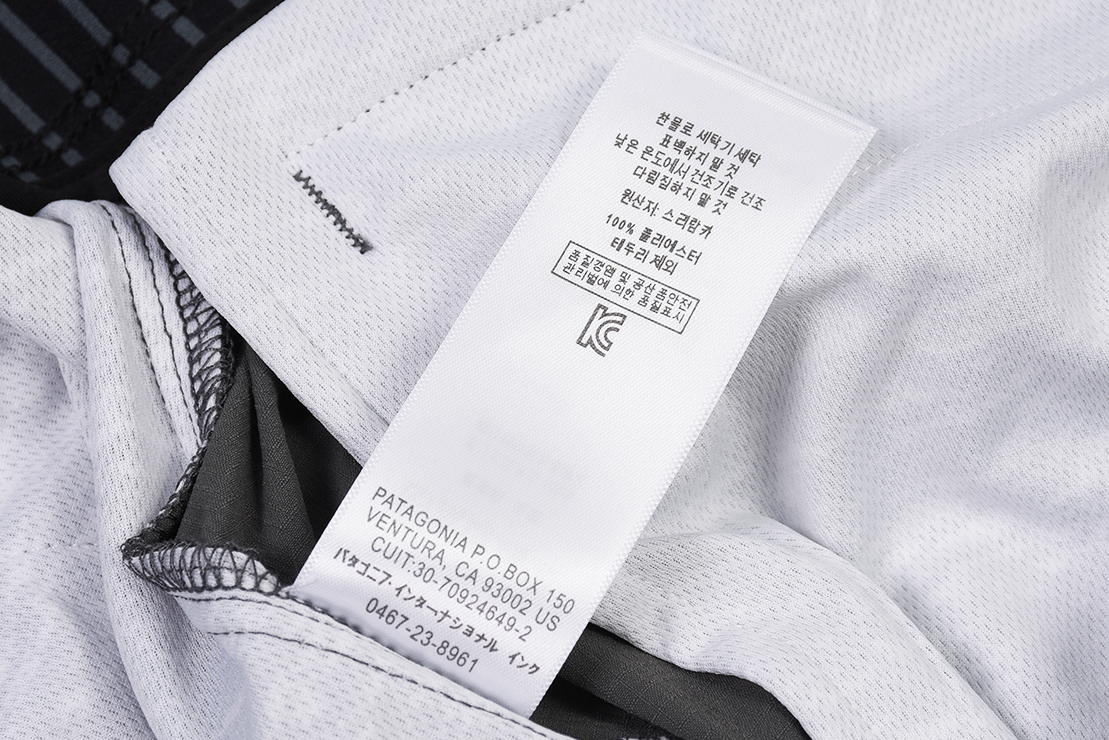 찬물로 세탁기 세탁
표백하지 말 것
낮은 온도에서 건조기로 건조
다림질하지 말 것
원산자: 스리랑카
100% 폴리에스터
테두리 제외
품질경영 및 공산품안전
관리법에 의한 품질표시
KC
PATAGONIA P.O.BOX 150
VENTURA, CA 93002 US
CUIT:30-70924649-2
パタゴニア・インターナショナル インク
0467-23-8961